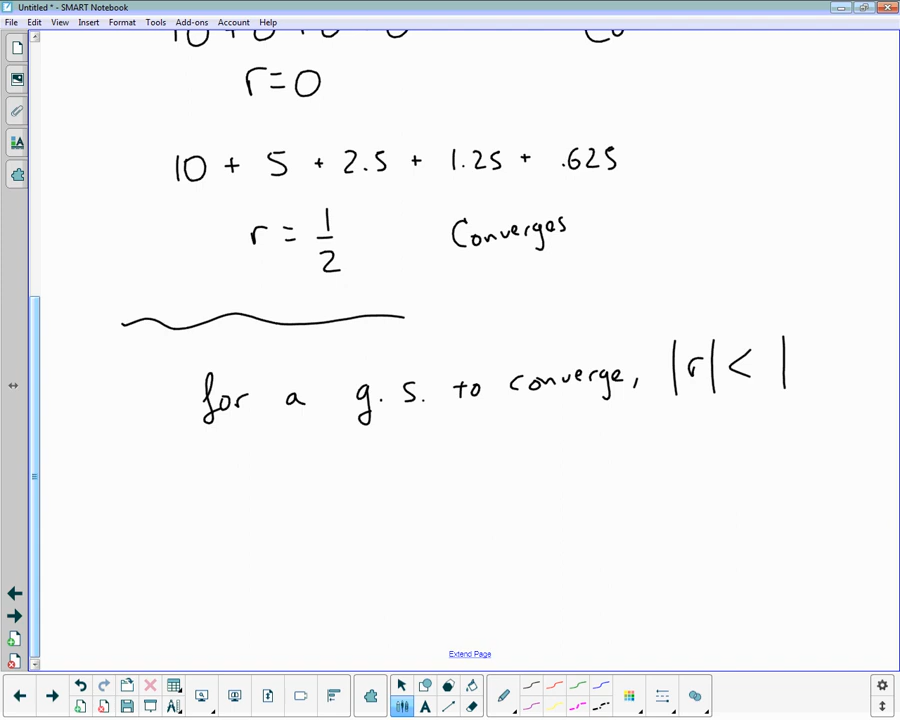 Untitled * - SMART Notebook
File Edit View Insert Format Tools Add-ons Account Help
r = 0
10 + 5 + 2.5 + 1.25 + .625
r = 1/2 Converges
for a g. s. to converge, |r| < 1
Extend Page